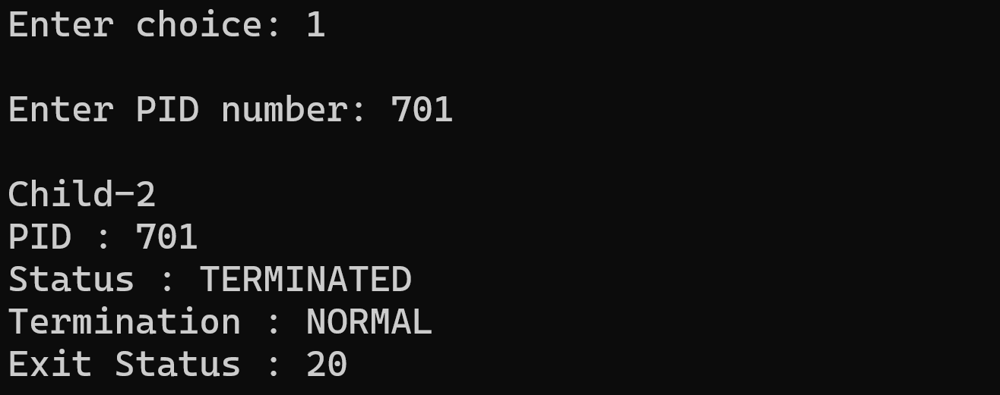 Enter choice: 1
Enter PID number: 701
Child-2
PID : 701
Status : TERMINATED
Termination : NORMAL
Exit Status : 20